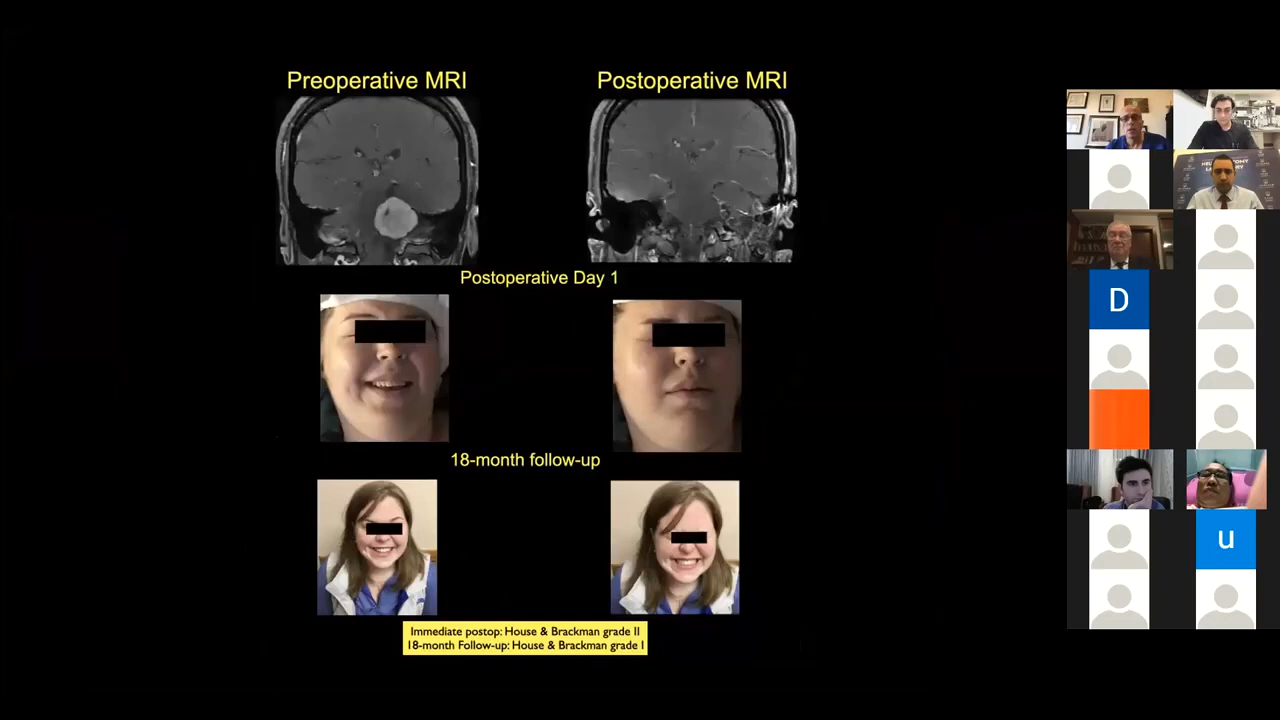 Preoperative MRI
Postoperative MRI
Postoperative Day 1
18-month follow-up
Immediate postop: House & Brackman grade II
18-month Follow-up: House & Brackman grade I
D
u